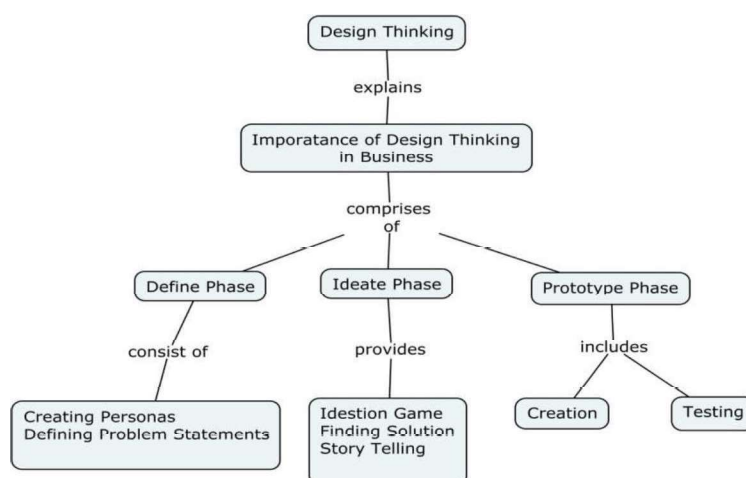 Design Thinking
explains
Imporatance of Design Thinking
in Business
comprises
of
Define Phase
Ideate Phase
Prototype Phase
consist of
provides
includes
Creating Personas
Defining Problem Statements
Idestion Game
Finding Solution
Story Telling
Creation
Testing